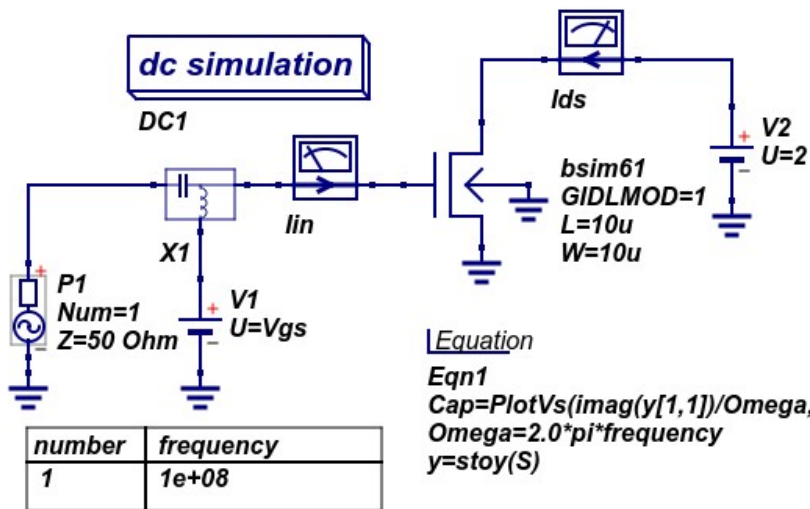 dc simulation
DC1
Ids
V2
U=2
bsim61
GIDLMOD=1
L=10u
W=10u
Iin
X1
P1
Num=1
Z=50 Ohm
V1
U=Vgs
Equation
Eqn1
Cap=PlotVs(imag(y[1,1])/Omega,
Omega=2.0*pi*frequency
y=stoy(S)
number frequency
1 1e+08